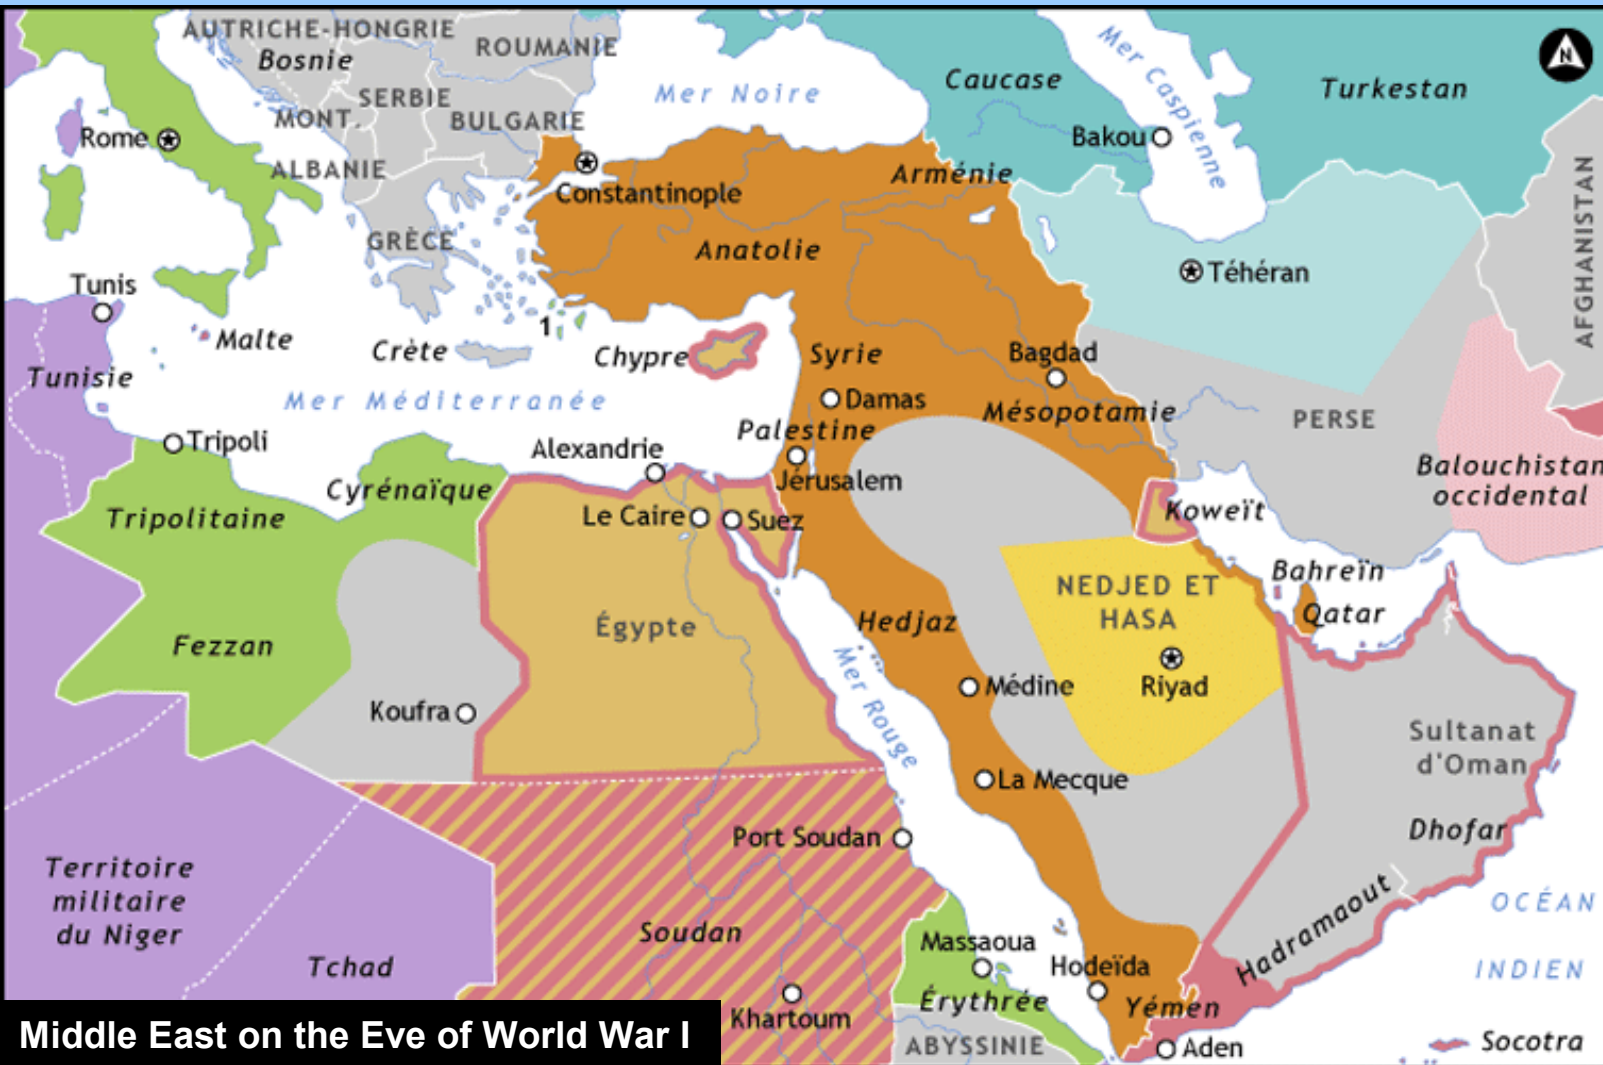 AUTRICHE-HONGRIE
Bosnie
ROUMANIE
SERBIE
MONT.
BULGARIE
ALBANIE
GRÈCE
Rome
Mer Noire
Caucase
Mer Caspienne
Turkestan
N
Bakou
Constantinople
Arménie
Anatolie
Téhéran
AFGHANISTAN
Tunis
Malte
Crète
1
Chypre
Syrie
Bagdad
Tunisie
Mer Méditerranée
Damas
Mésopotamie
PERSE
Tripoli
Alexandrie
Palestine
Jérusalem
Balouchistan
occidental
Cyrénaïque
Tripolitaine
Le Caire
Suez
Koweït
NEDJED ET
HASA
Bahreïn
Qatar
Fezzan
Égypte
Hedjaz
Mer Rouge
Médine
Riyad
Koufra
Sultanat
d'Oman
La Mecque
Dhofar
Port Soudan
Territoire
militaire
du Niger
Tchad
Soudan
Massaoua
Hodeïda
Hadramaout
OCÉAN
INDIEN
Khartoum
Érythrée
Yémen
ABYSSINIE
Aden
Socotra
Middle East on the Eve of World War I